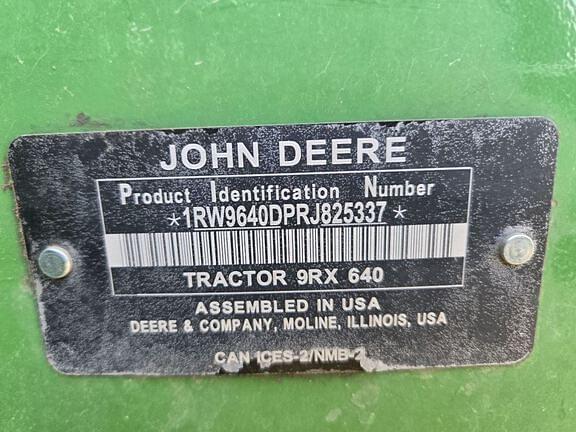 JOHN DEERE
Product Identification Number
*1RW9640DPRJ825337*
TRACTOR 9RX 640
ASSEMBLED IN USA
DEERE & COMPANY, MOLINE, ILLINOIS, USA
CAN ICES-2/NMB-2